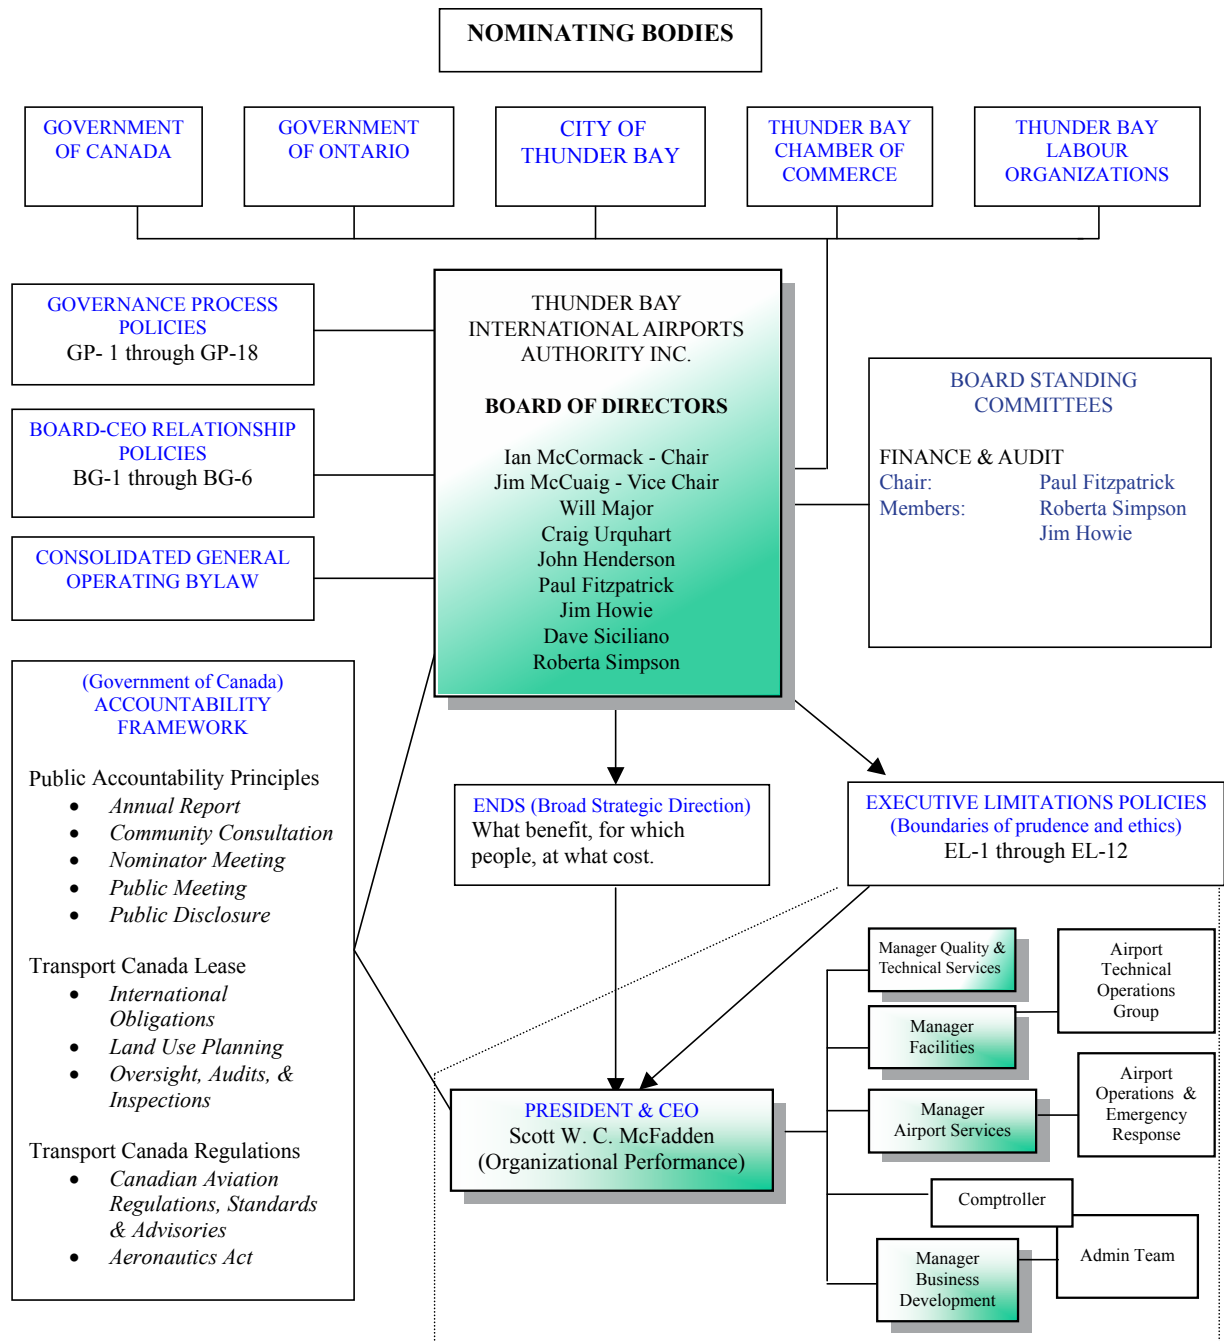 NOMINATING BODIES
GOVERNMENT
OF CANADA
GOVERNMENT
OF ONTARIO
CITY OF
THUNDER BAY
THUNDER BAY
CHAMBER OF
COMMERCE
THUNDER BAY
LABOUR
ORGANIZATIONS
GOVERNANCE PROCESS
POLICIES
GP- 1 through GP-18
BOARD-CEO RELATIONSHIP
POLICIES
BG-1 through BG-6
CONSOLIDATED GENERAL
OPERATING BYLAW
THUNDER BAY
INTERNATIONAL AIRPORTS
AUTHORITY INC.
BOARD OF DIRECTORS
Ian McCormack - Chair
Jim McCuaig - Vice Chair
Will Major
Craig Urquhart
John Henderson
Paul Fitzpatrick
Jim Howie
Dave Siciliano
Roberta Simpson
BOARD STANDING
COMMITTEES
FINANCE & AUDIT
Chair: Paul Fitzpatrick
Members: Roberta Simpson
Jim Howie
(Government of Canada)
ACCOUNTABILITY
FRAMEWORK
Public Accountability Principles
• Annual Report
• Community Consultation
• Nominator Meeting
• Public Meeting
• Public Disclosure
Transport Canada Lease
• International
Obligations
• Land Use Planning
• Oversight, Audits, &
Inspections
Transport Canada Regulations
• Canadian Aviation
Regulations, Standards
& Advisories
• Aeronautics Act
ENDS (Broad Strategic Direction)
What benefit, for which
people, at what cost.
EXECUTIVE LIMITATIONS POLICIES
(Boundaries of prudence and ethics)
EL-1 through EL-12
PRESIDENT & CEO
Scott W. C. McFadden
(Organizational Performance)
Manager Quality &
Technical Services
Manager
Facilities
Airport
Technical
Operations
Group
Manager
Airport Services
Airport
Operations &
Emergency
Response
Comptroller
Manager
Business
Development
Admin Team